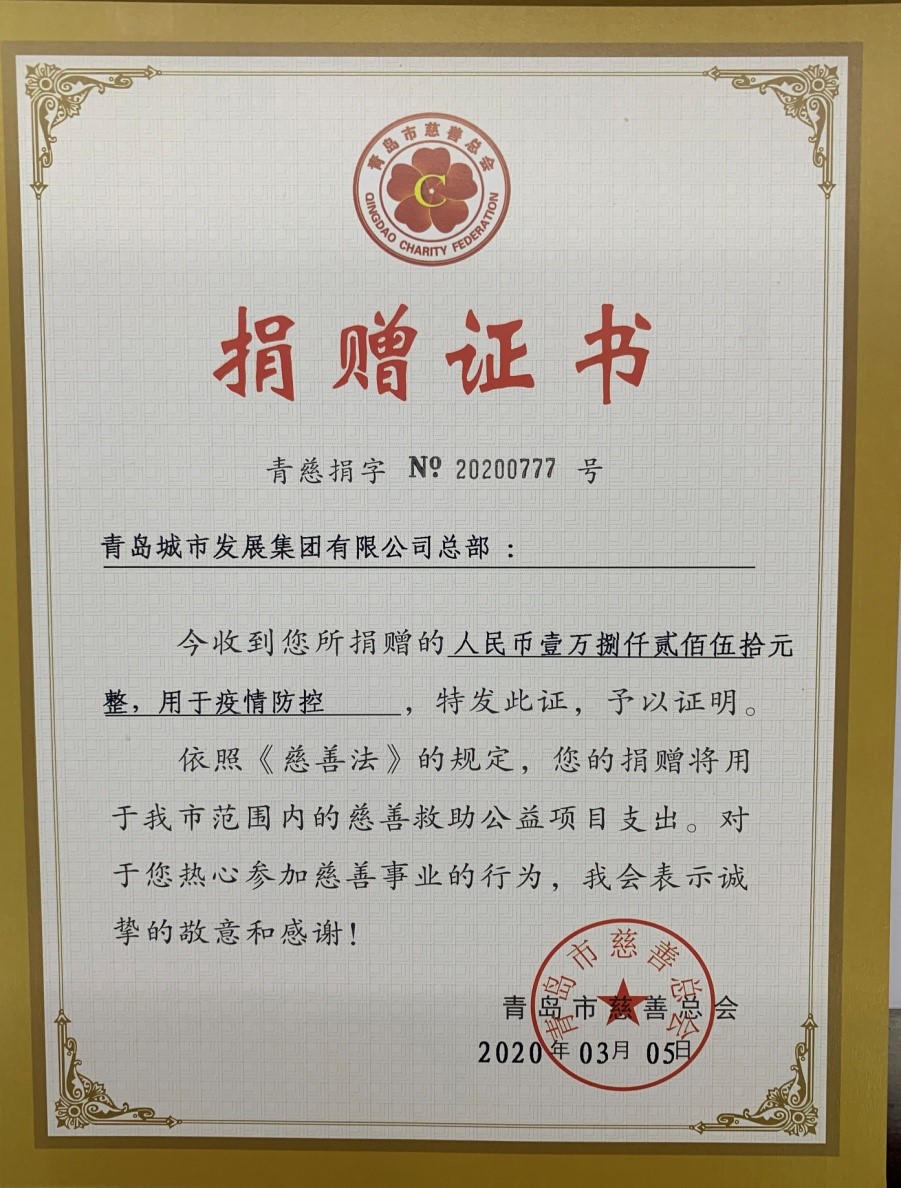 青岛市慈善总会
C
QINGDAO CHARITY FEDERATION
捐赠证书
青慈捐字 Nº 20200777 号
青岛城市发展集团有限公司总部：
今收到您所捐赠的人民币壹万捌仟贰佰伍拾元
整，用于疫情防控，特发此证，予以证明。
依照《慈善法》的规定，您的捐赠将用
于我市范围内的慈善救助公益项目支出。对
于您热心参加慈善事业的行为，我会表示诚
挚的敬意和感谢！
青岛市慈善总会
青岛市慈善总会
2020年03月05日